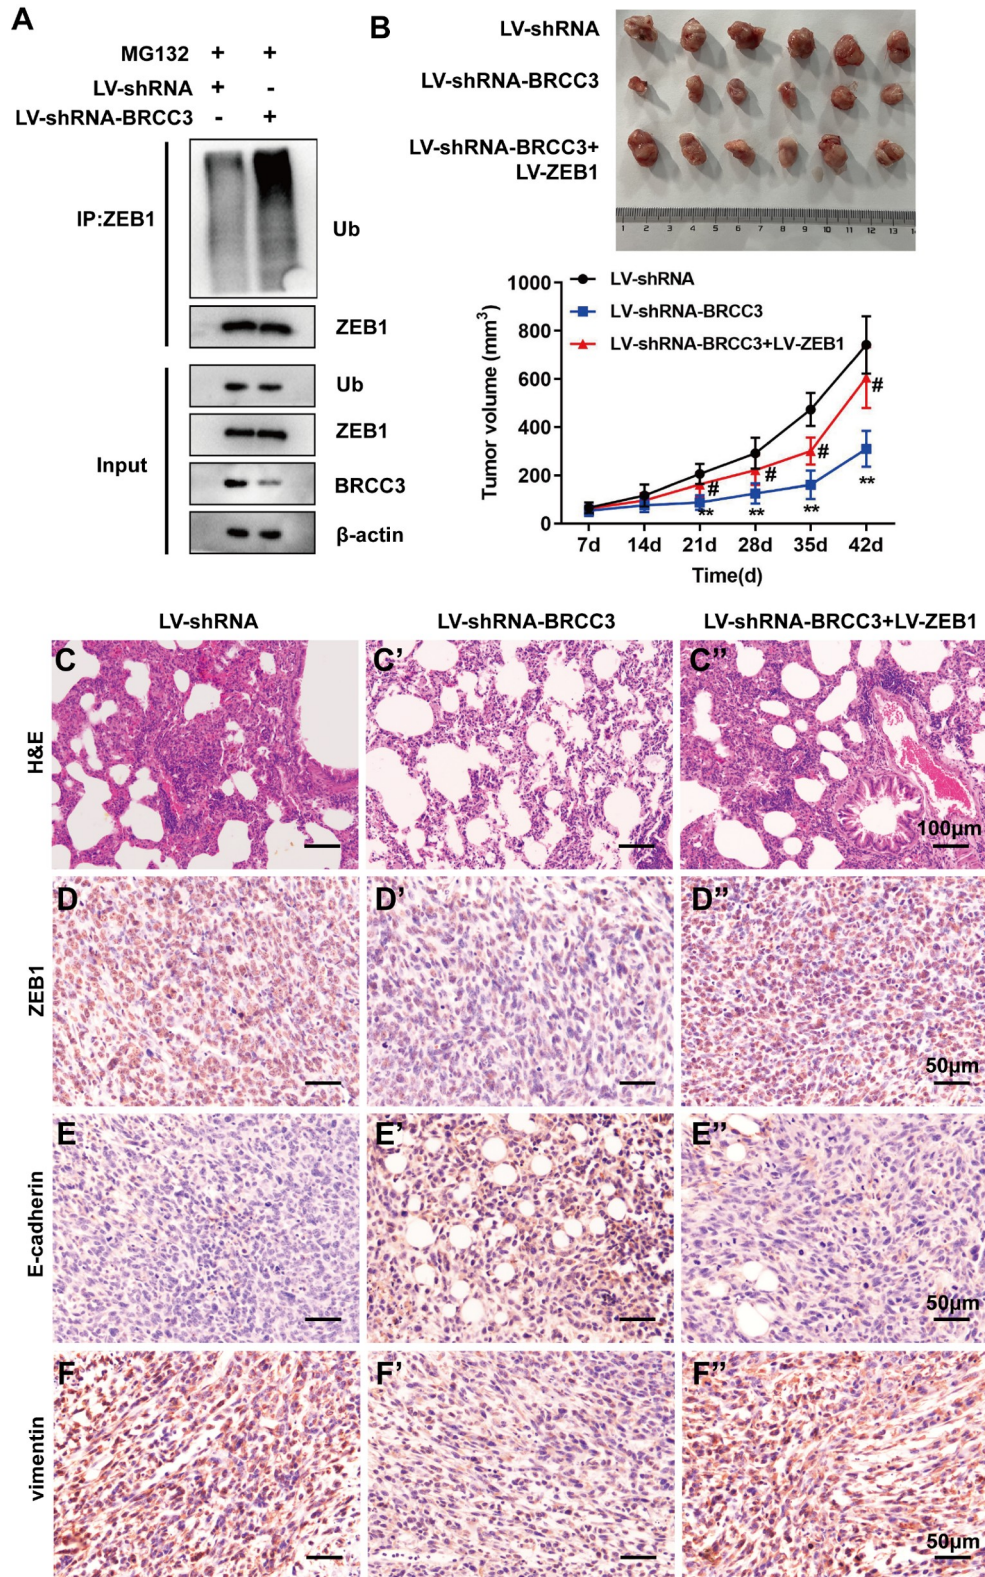 A
MG132 + +
LV-shRNA + -
LV-shRNA-BRCC3 - +
IP:ZEB1
Ub
ZEB1
Input
Ub
ZEB1
BRCC3
β-actin
B
LV-shRNA
LV-shRNA-BRCC3
LV-shRNA-BRCC3+
LV-ZEB1
1 2 3 4 5 6 7 8 9 10 11 12 13 14
LV-shRNA
LV-shRNA-BRCC3
LV-shRNA-BRCC3+LV-ZEB1
Tumor volume (mm³)
1000
800
600
400
200
0
# # # #
** ** ** **
7d 14d 21d 28d 35d 42d
Time(d)
LV-shRNA LV-shRNA-BRCC3 LV-shRNA-BRCC3+LV-ZEB1
H&E
C C' C"
100μm
ZEB1
D D' D"
50μm
E-cadherin
E E' E"
50μm
vimentin
F F' F"
50μm